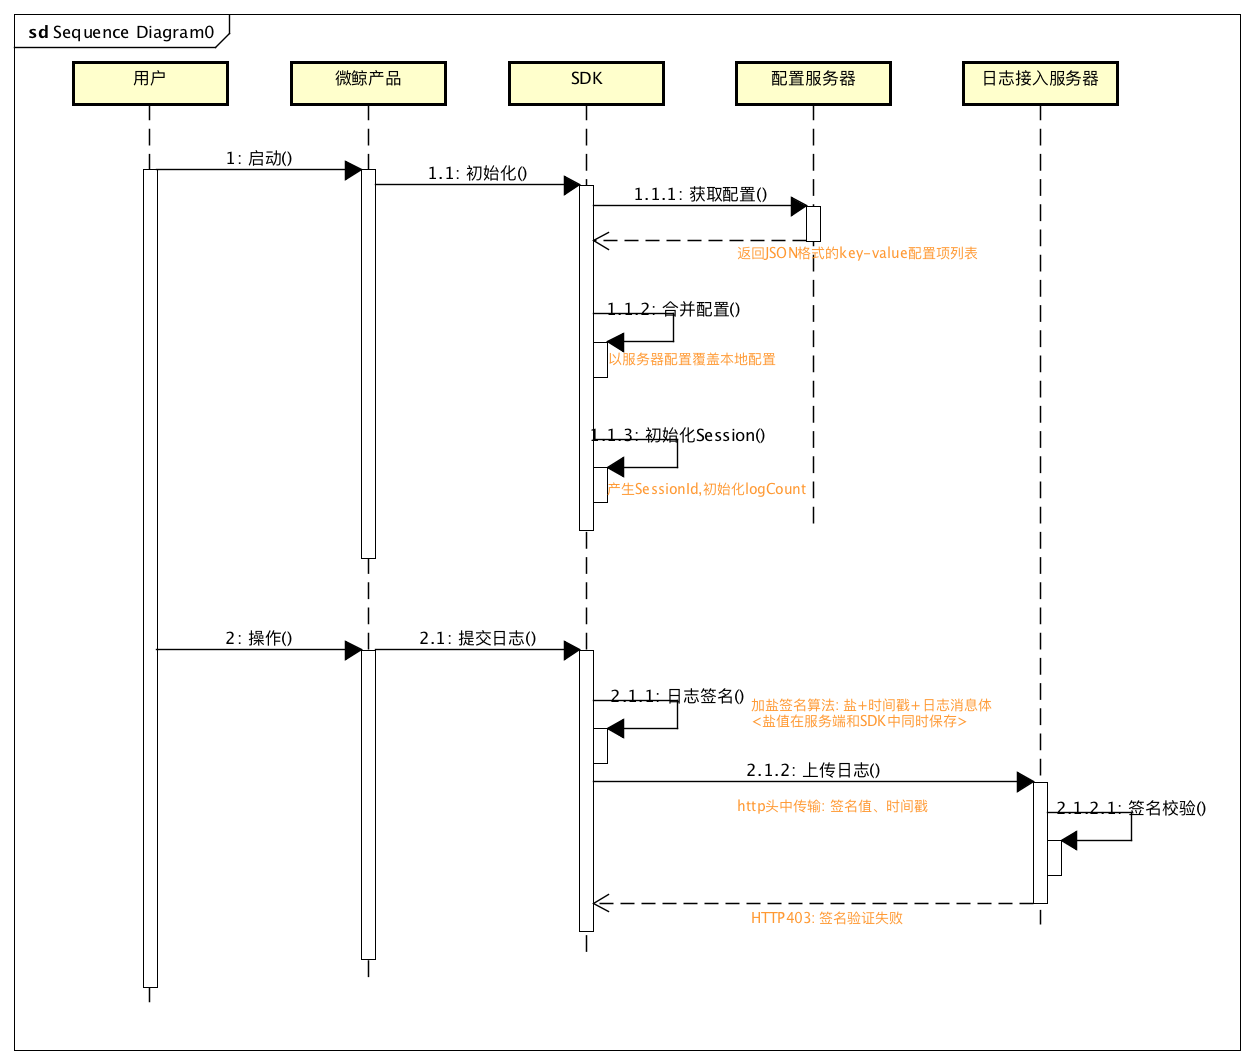 sd Sequence Diagram0
用户
微鲸产品
SDK
配置服务器
日志接入服务器
1: 启动()
1.1: 初始化()
1.1.1: 获取配置()
返回JSON格式的key-value配置项列表
1.1.2: 合并配置()
以服务器配置覆盖本地配置
1.1.3: 初始化Session()
产生SessionId,初始化logCount
2: 操作()
2.1: 提交日志()
2.1.1: 日志签名()
加盐签名算法: 盐+时间戳+日志消息体
<盐值在服务端和SDK中同时保存>
2.1.2: 上传日志()
http头中传输: 签名值、时间戳
2.1.2.1: 签名校验()
HTTP403: 签名验证失败